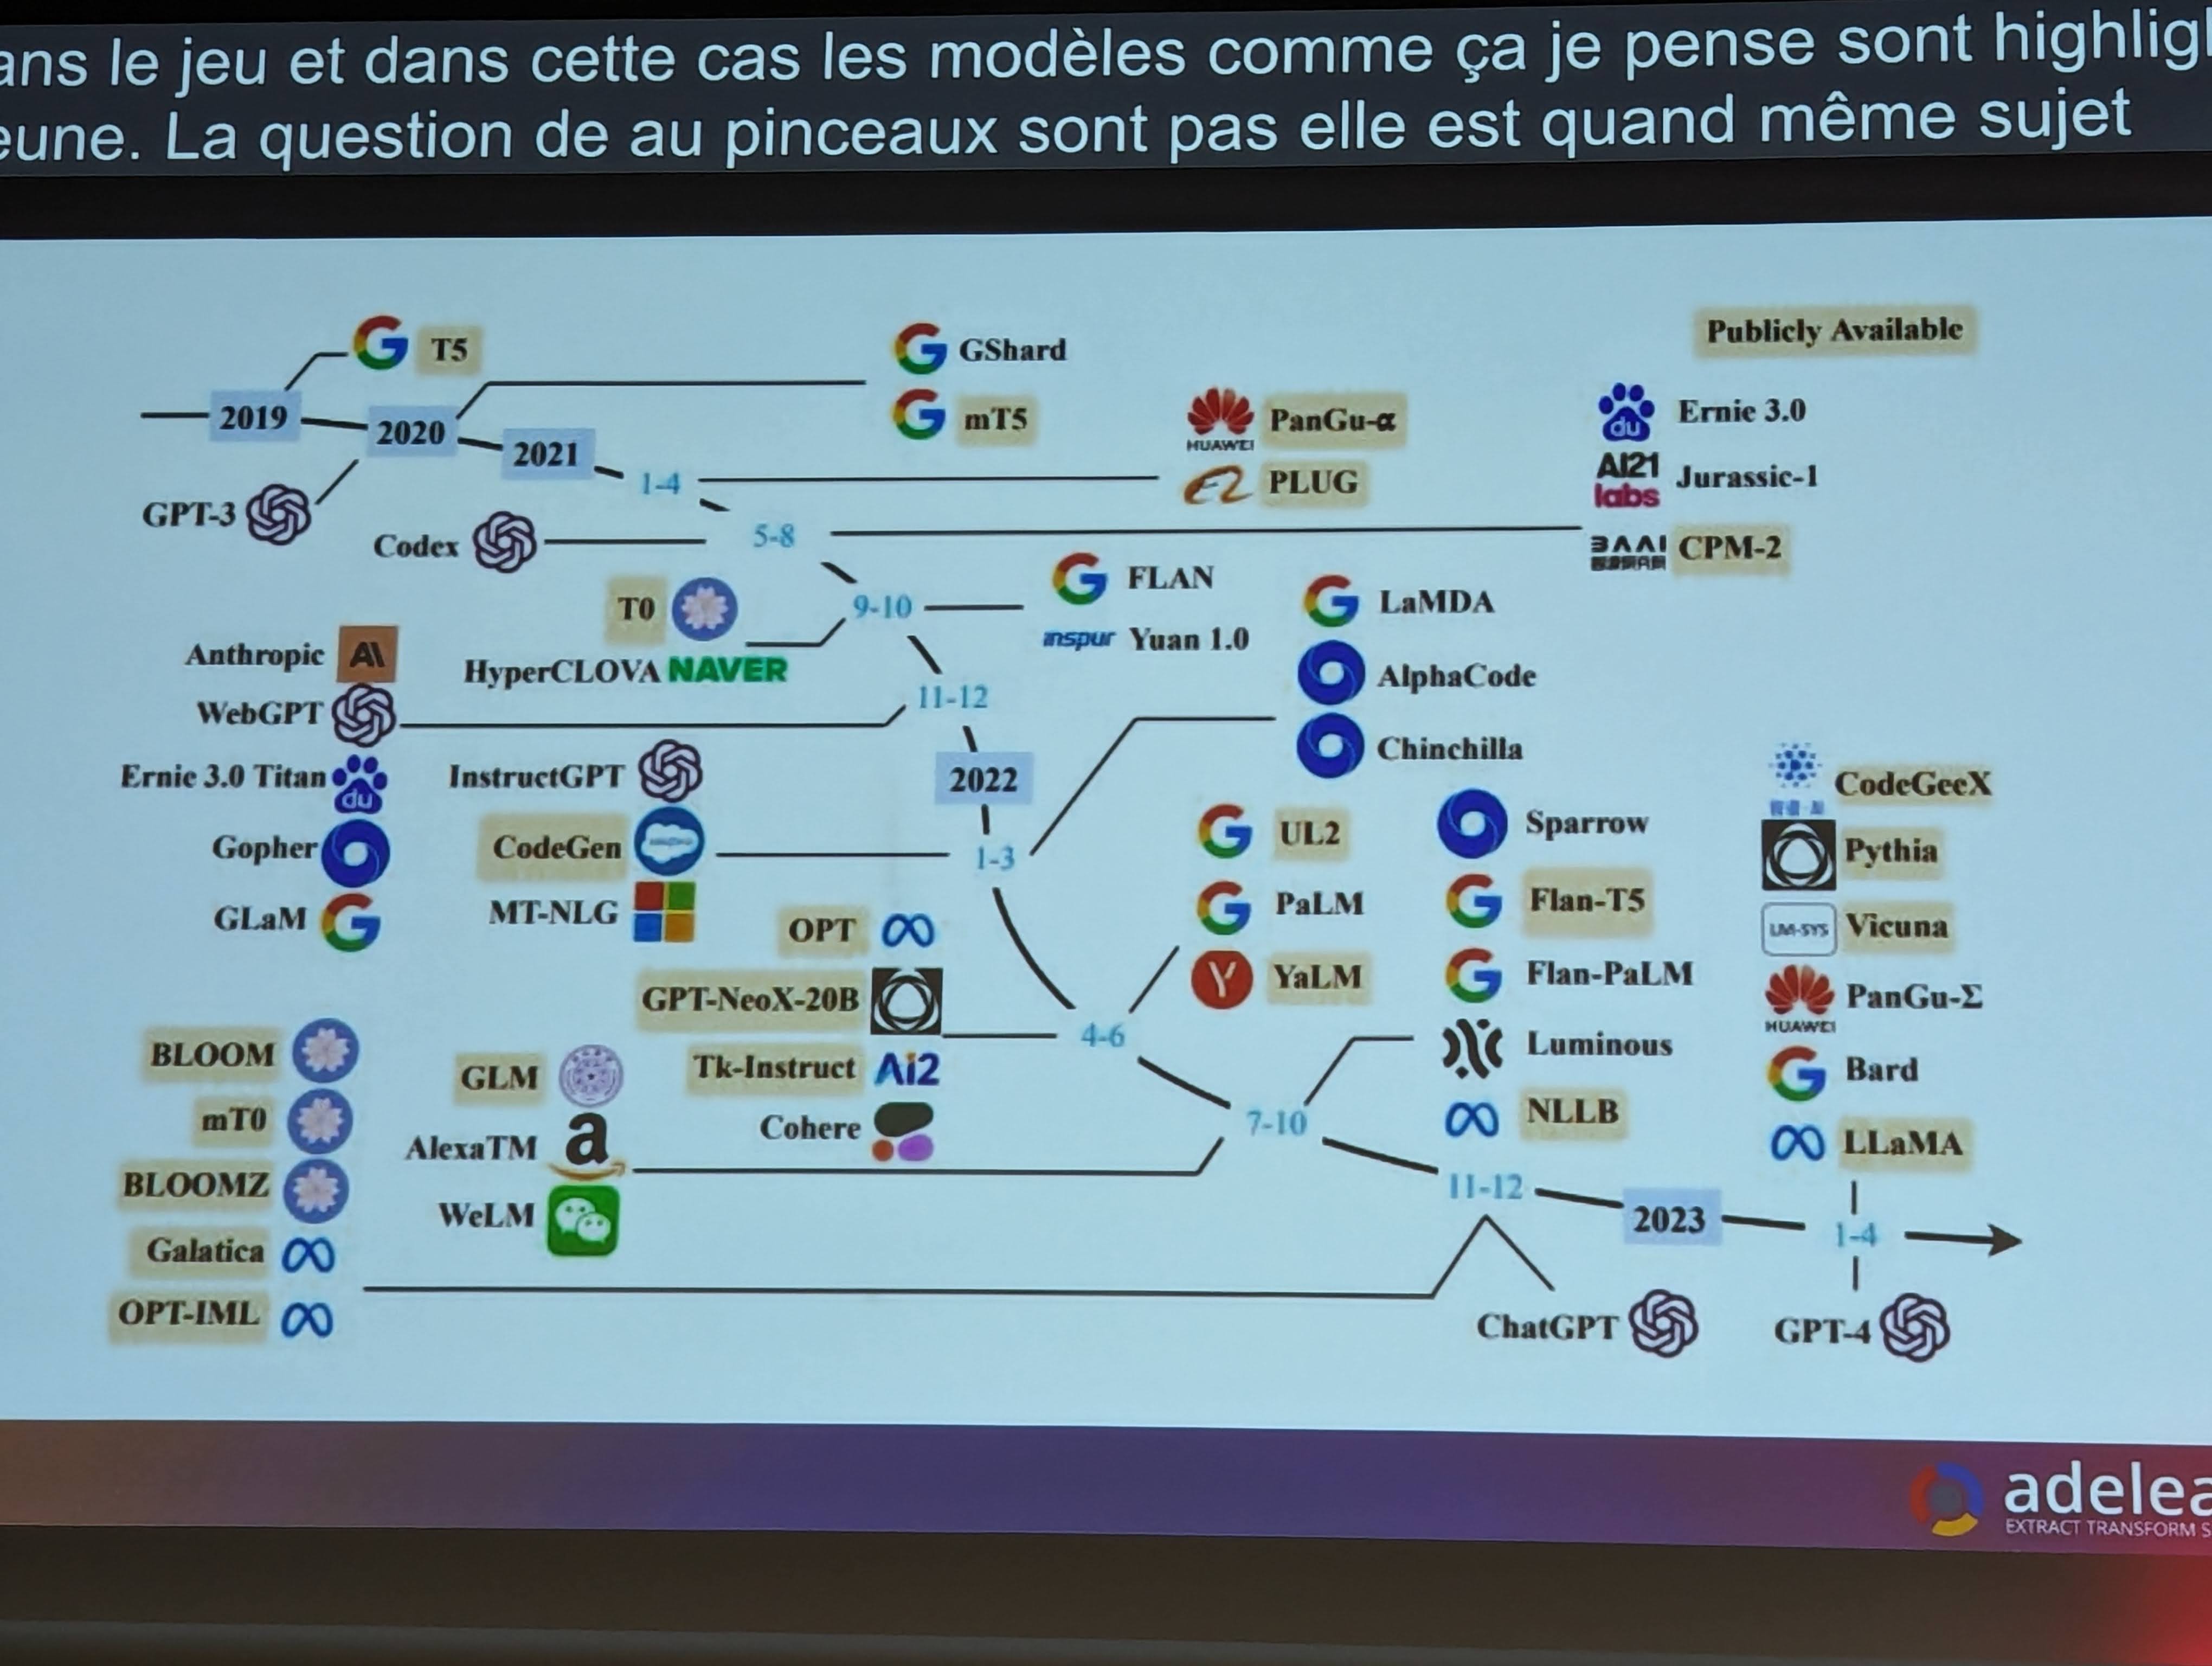 ans le jeu et dans cette cas les modèles comme ça je pense sont highlig
eune. La question de au pinceaux sont pas elle est quand même sujet
Publicly Available
T5
GShard
mT5
2019
2020
2021
1-4
HUAWEI
PanGu-α
PLUG
du
Ernie 3.0
AI21
labs
Jurassic-1
GPT-3
Codex
5-8
BAAI
CPM-2
T0
9-10
FLAN
inspur Yuan 1.0
HyperCLOVA NAVER
LaMDA
AlphaCode
Chinchilla
Anthropic AI
WebGPT
11-12
Ernie 3.0 Titan du
Gopher
GLaM
InstructGPT
CodeGen
MT-NLG
2022
1-3
OPT
GPT-NeoX-20B
Tk-Instruct Ai2
Cohere
UL2
PaLM
YaLM
4-6
Sparrow
Flan-T5
Flan-PaLM
Luminous
NLLB
CodeGeeX
Pythia
LM-SYS Vicuna
HUAWEI
PanGu-Σ
Bard
LLaMA
BLOOM
mT0
BLOOMZ
Galatica
OPT-IML
GLM
AlexaTM a
WeLM
7-10
11-12
2023
1-4
ChatGPT
GPT-4
adelea
EXTRACT TRANSFORM S